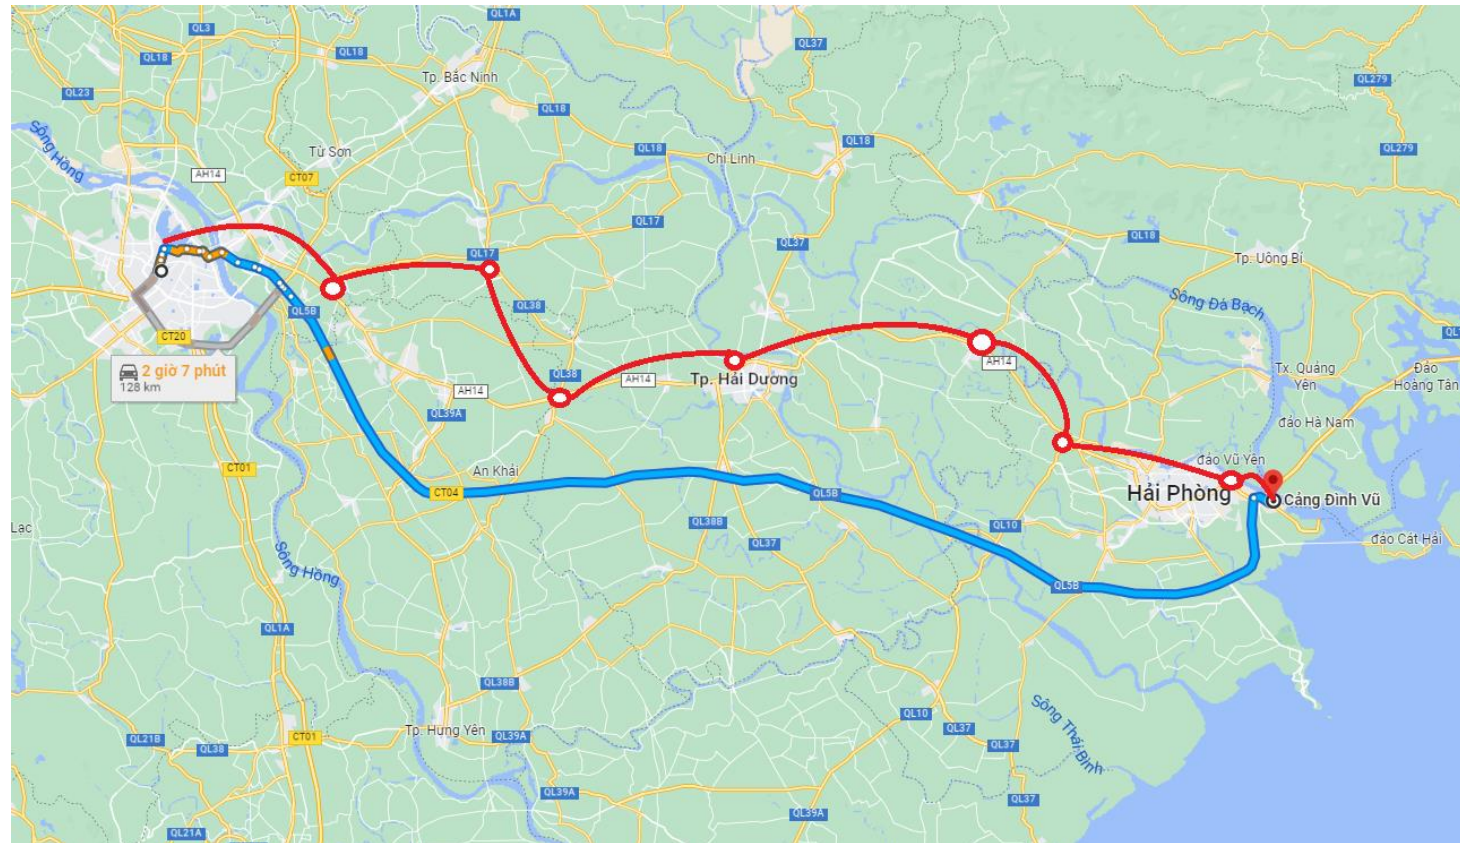 QL1A
QL3
QL37
QL18
QL18
Tp. Bắc Ninh
QL279
QL23
QL18
Sông Hồng
Từ Sơn
QL18
Chí Linh
QL18
QL279
AH14
CT07
QL17
QL37
QL18
QL17
Tp. Uông Bí
Sông Đá Bạch
QL38
QL5B
CT20
2 giờ 7 phút
128 km
AH14
QL38
AH14
Tp. Hải Dương
AH14
Tx. Quảng
Yên
Đảo
Hoàng Tân
QL39A
đảo Hà Nam
CT01
An Khải
CT04
QL5B
đảo Vũ Yên
Hải Phòng
Cảng Đình Vũ
Lạc
QL38B
QL10
QL37
đảo Cát Hải
Sông Hồng
QL5B
QL1A
QL38B
Sông Thái Bình
QL10
Tp. Hưng Yên
QL39A
QL37
QL37
QL21B
QL38
CT01
QL39A
QL37
QL39A
QL21A